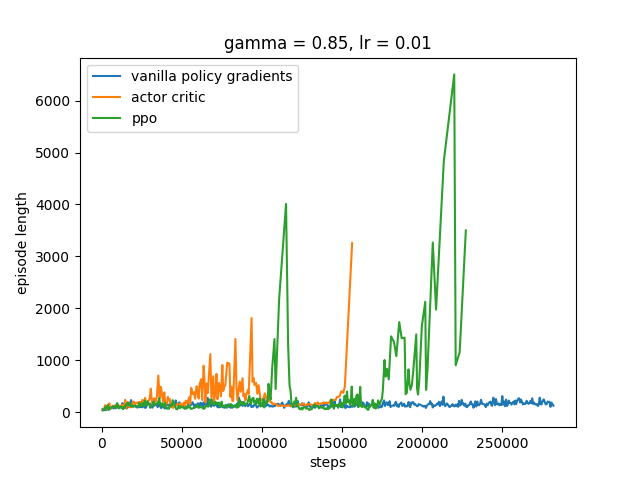 gamma = 0.85, lr = 0.01
vanilla policy gradients
actor critic
ppo
episode length
6000
5000
4000
3000
2000
1000
0
0 50000 100000 150000 200000 250000
steps